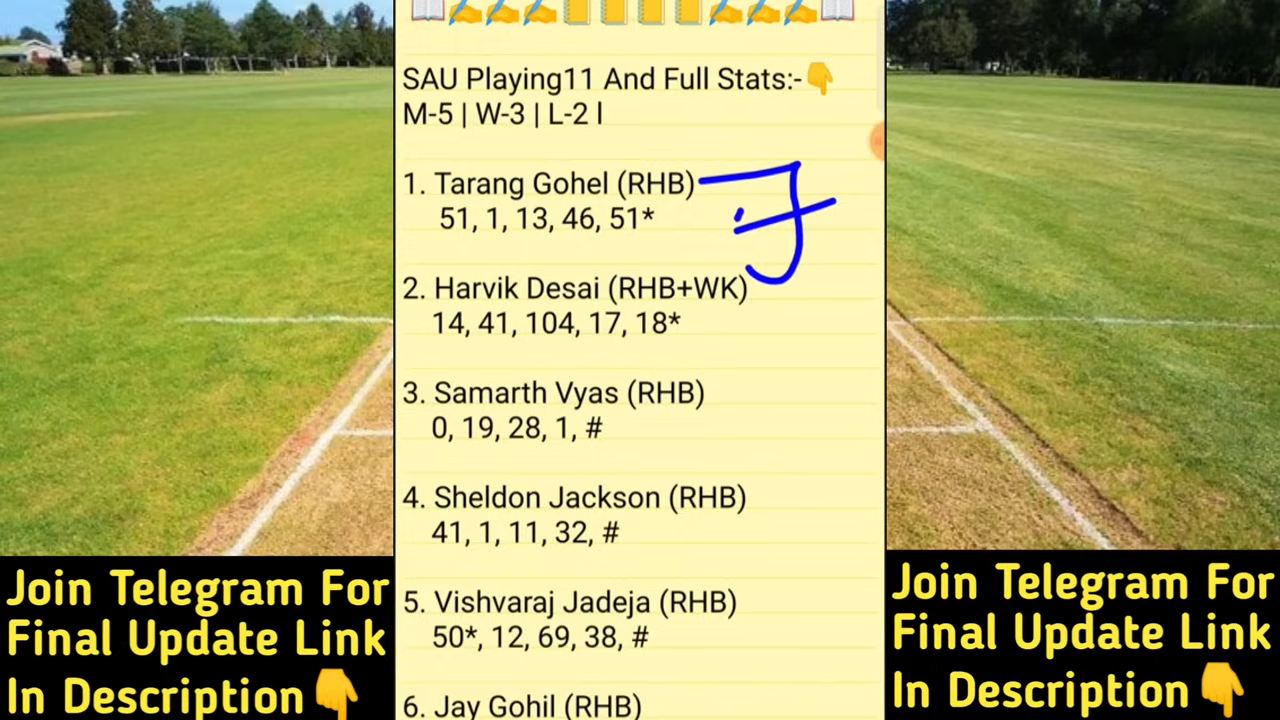 SAU Playing11 And Full Stats:-👇
M-5 | W-3 | L-2 l
1. Tarang Gohel (RHB)
51, 1, 13, 46, 51*
2. Harvik Desai (RHB+WK)
14, 41, 104, 17, 18*
3. Samarth Vyas (RHB)
0, 19, 28, 1, #
4. Sheldon Jackson (RHB)
41, 1, 11, 32, #
5. Vishvaraj Jadeja (RHB)
50*, 12, 69, 38, #
6. Jay Gohil (RHB)
Join Telegram For
Final Update Link
In Description👇
Join Telegram For
Final Update Link
In Description👇